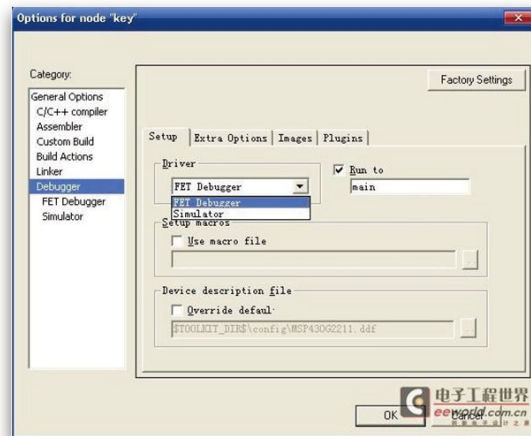 Options for node "key"
Category:
General Options
C/C++ compiler
Assembler
Custom Build
Build Actions
Linker
Debugger
FET Debugger
Simulator
Factory Settings
Setup
Extra Options
Images
Plugins
Driver
FET Debugger
FET Debugger
Simulator
Run to
main
Setup macros
Use macro file
Device description file
Override defaul
$TOOLKIT_DIR$\config\MSP430G2211.ddf
OK
Cancel
电子工程世界
eeworld.com.cn